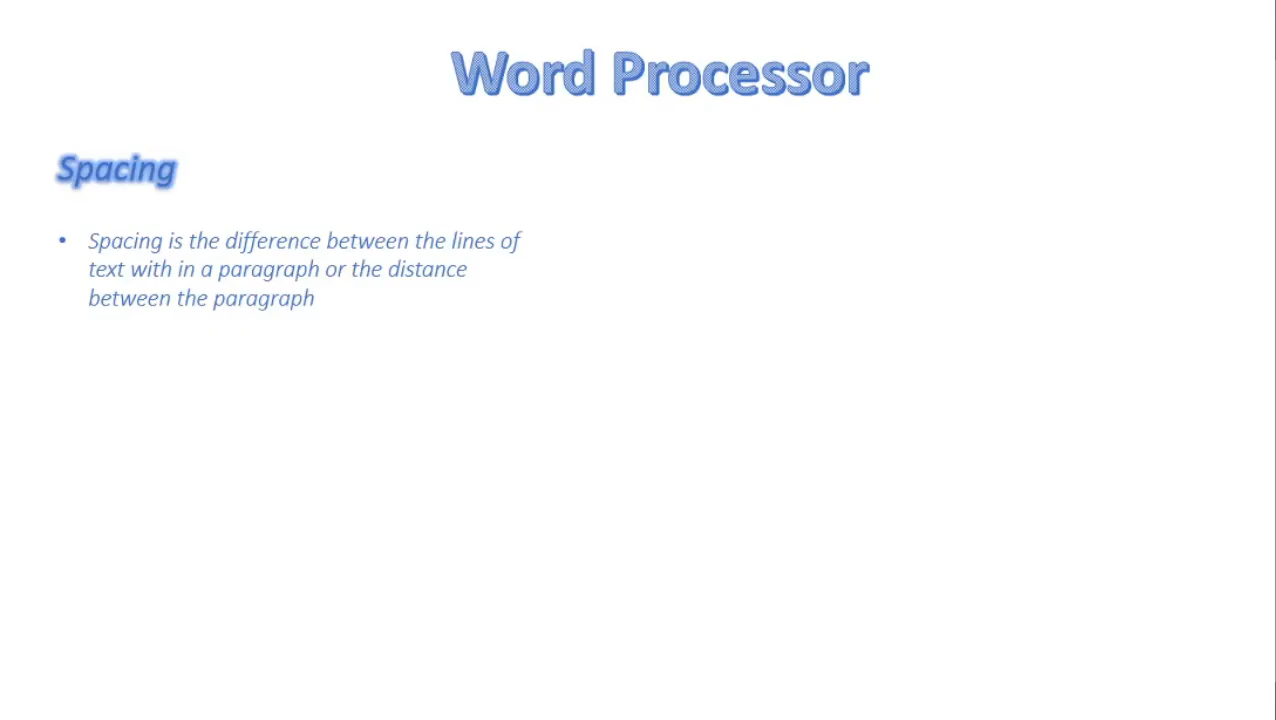 Word Processor
Spacing
• Spacing is the difference between the lines of
text with in a paragraph or the distance
between the paragraph